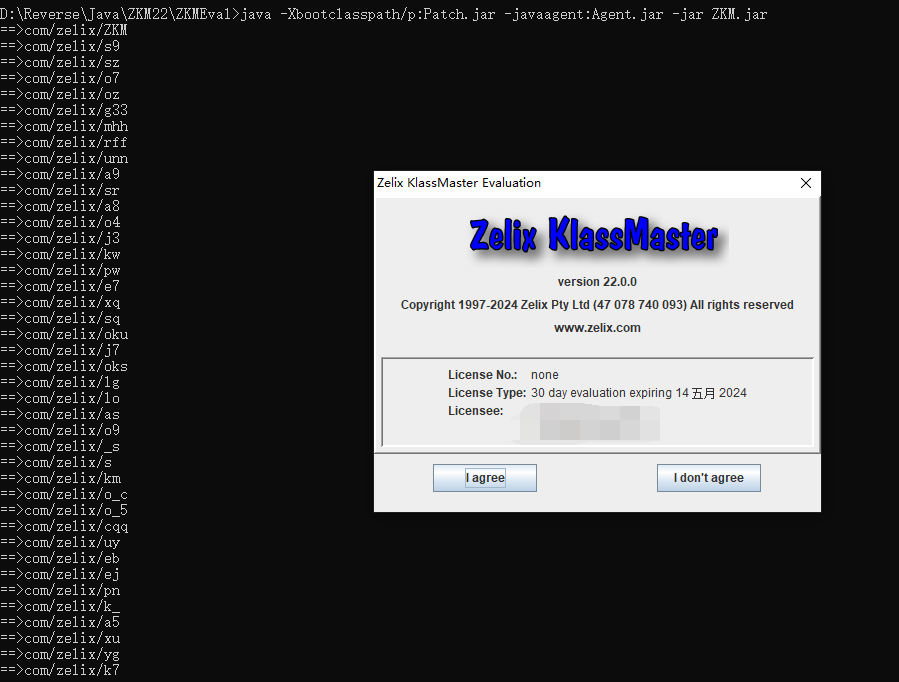 D:\Reverse\Java\ZKM22\ZKMEval>java -Xbootclasspath/p:Patch.jar -javaagent:Agent.jar -jar ZKM.jar
==>com/zelix/ZKM
==>com/zelix/s9
==>com/zelix/sz
==>com/zelix/o7
==>com/zelix/oz
==>com/zelix/g33
==>com/zelix/mhh
==>com/zelix/rff
==>com/zelix/unn
==>com/zelix/a9
==>com/zelix/sr
==>com/zelix/a8
==>com/zelix/o4
==>com/zelix/j3
==>com/zelix/kw
==>com/zelix/pw
==>com/zelix/e7
==>com/zelix/xq
==>com/zelix/sq
==>com/zelix/oku
==>com/zelix/j7
==>com/zelix/oks
==>com/zelix/lg
==>com/zelix/lo
==>com/zelix/as
==>com/zelix/o9
==>com/zelix/_s
==>com/zelix/s
==>com/zelix/km
==>com/zelix/o_c
==>com/zelix/o_5
==>com/zelix/cqq
==>com/zelix/uy
==>com/zelix/eb
==>com/zelix/ej
==>com/zelix/pn
==>com/zelix/k_
==>com/zelix/a5
==>com/zelix/xu
==>com/zelix/yg
==>com/zelix/k7
Zelix KlassMaster Evaluation
Zelix KlassMaster
version 22.0.0
Copyright 1997-2024 Zelix Pty Ltd (47 078 740 093) All rights reserved
www.zelix.com
License No.: none
License Type: 30 day evaluation expiring 14 五月 2024
Licensee:
I agree
I don't agree